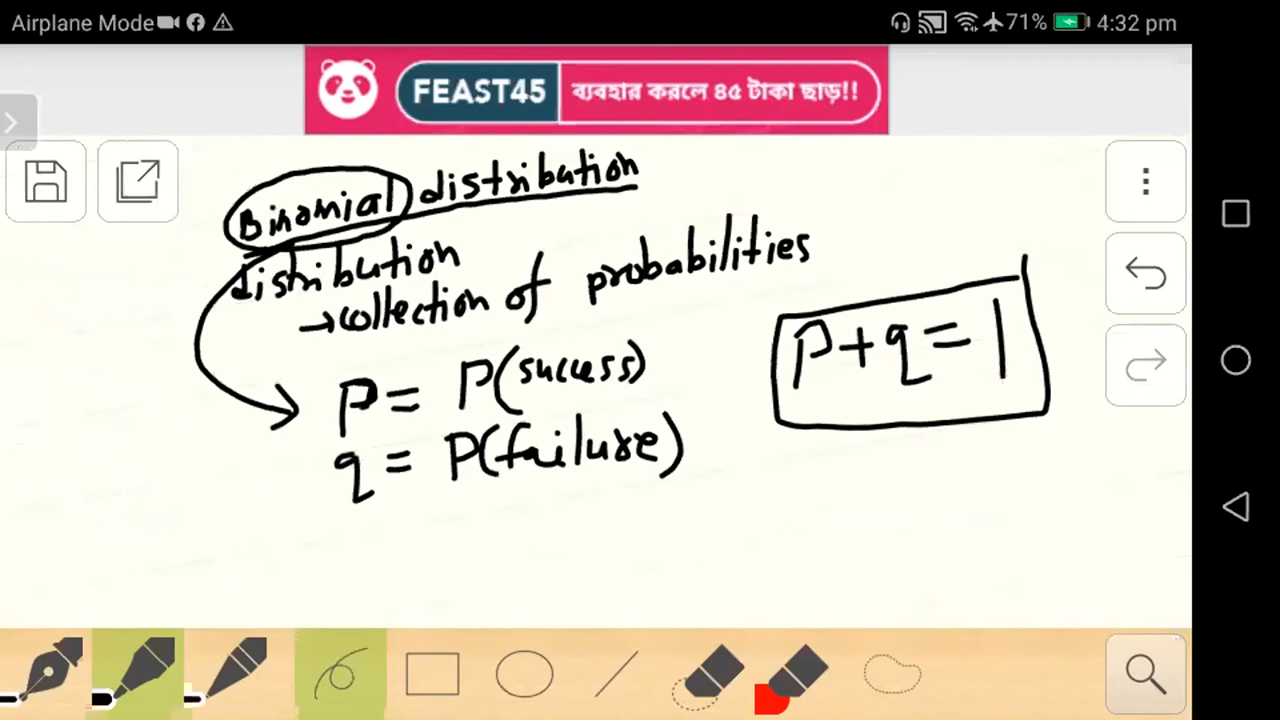 Airplane Mode 71% 4:32 pm
FEAST45 ব্যবহার করলে ৪৫ টাকা ছাড়!!
Binomial distribution
distribution
→ collection of probabilities
P = P(success)
q = P(failure)
P + q = 1